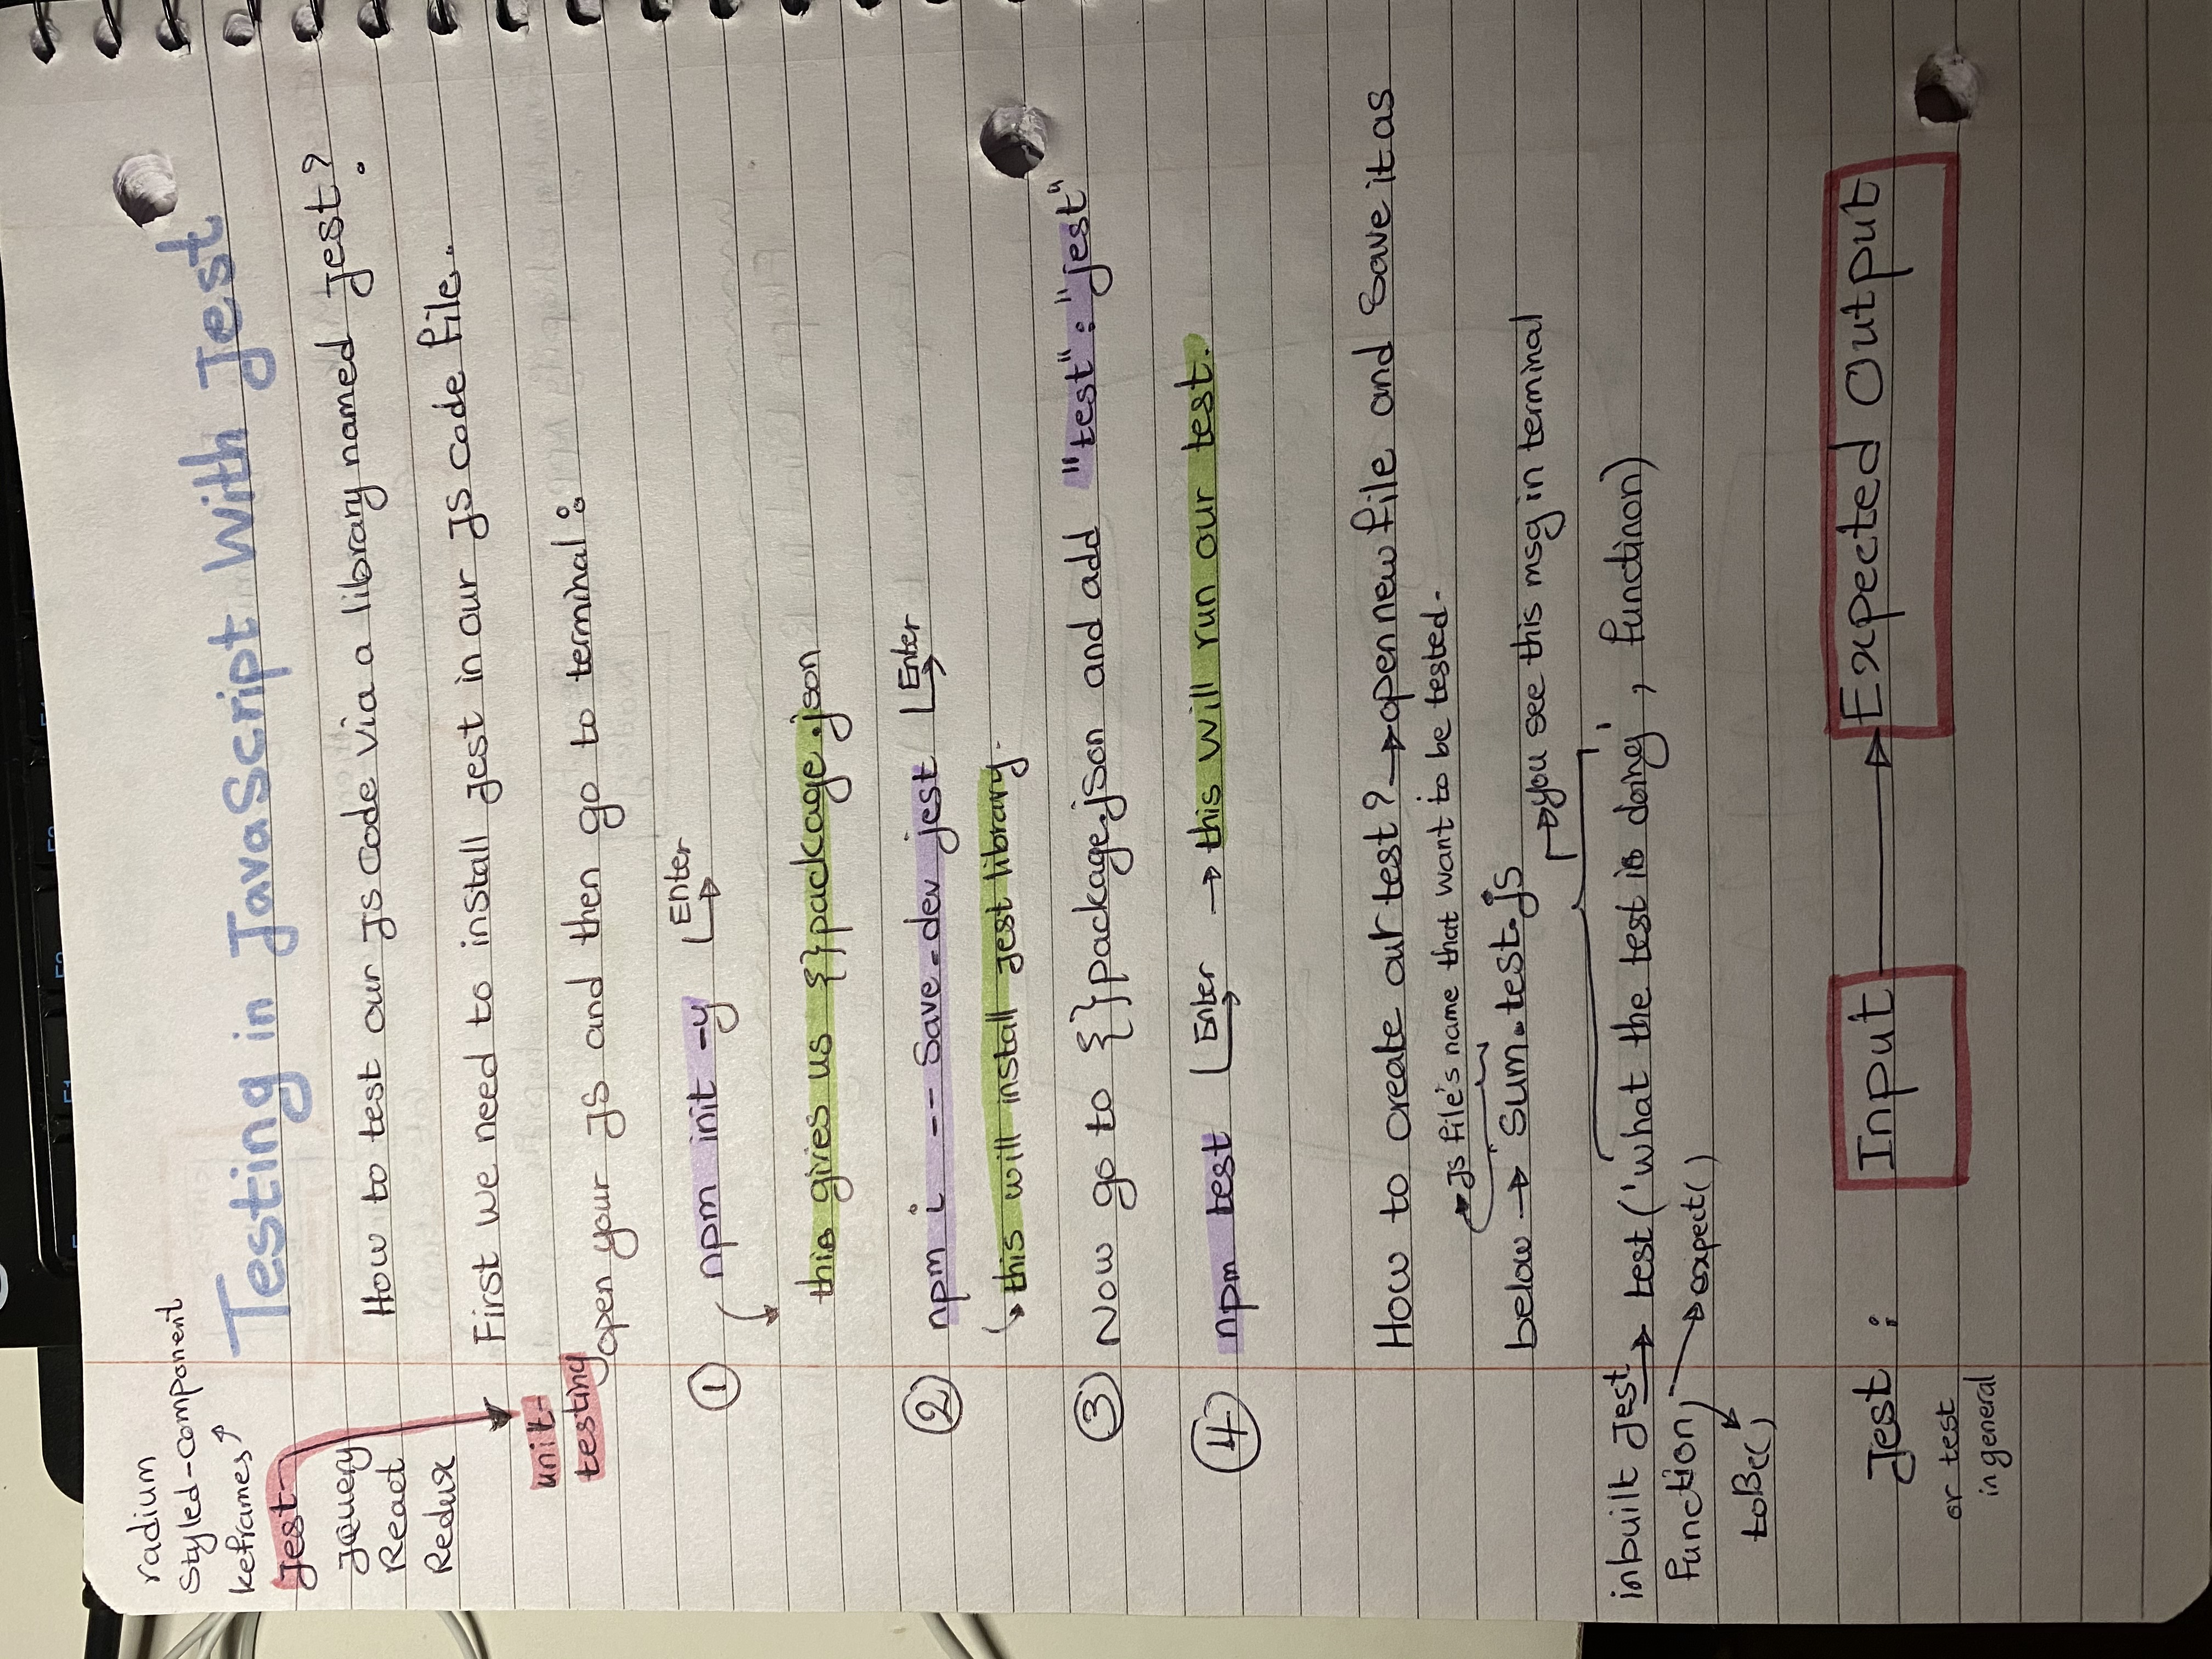 radium
Styled-Component
keframes
Jest
JQuery
React
Redux
unit-
testing
Testing in JavaScript With Jest
How to test our JS code via a library named Jest?
First we need to install Jest in our JS code file.
open your JS and then go to terminal :
① npm init -y Enter
this gives us {} package.json
② npm i -- Save-dev jest Enter
this will install Jest library.
③ Now go to {} package.json and add "test" : "jest"
④ npm test Enter → this will run our test.
How to create our test? → open new file and Save it as
JS file's name that want to be tested.
below → sum.test.js
you see this msg in terminal
inbuilt Jest → test ('what the test is doing' , functinon)
function → expect( )
toBe( )
Jest : Input → Expected Output
or test
in general
F1 F2